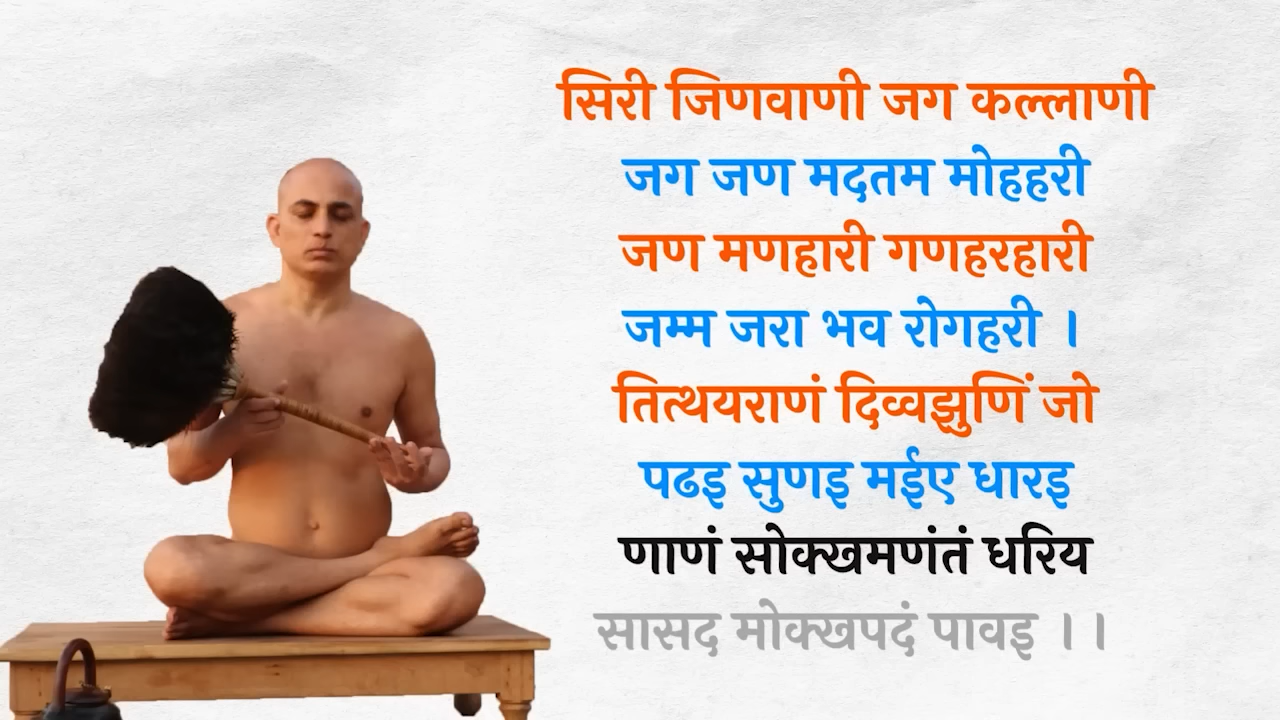 सिरी जिणवाणी जग कल्लाणी
जग जण मदतम मोहहरी
जण मणहारी गणहरहारी
जम्म जरा भव रोगहरी ।
तित्थयराणं दिव्वझुणिं जो
पढइ सुणइ मईए धारइ
णाणं सोक्खमणंतं धरिय
सासद मोक्खपदं पावइ ।।